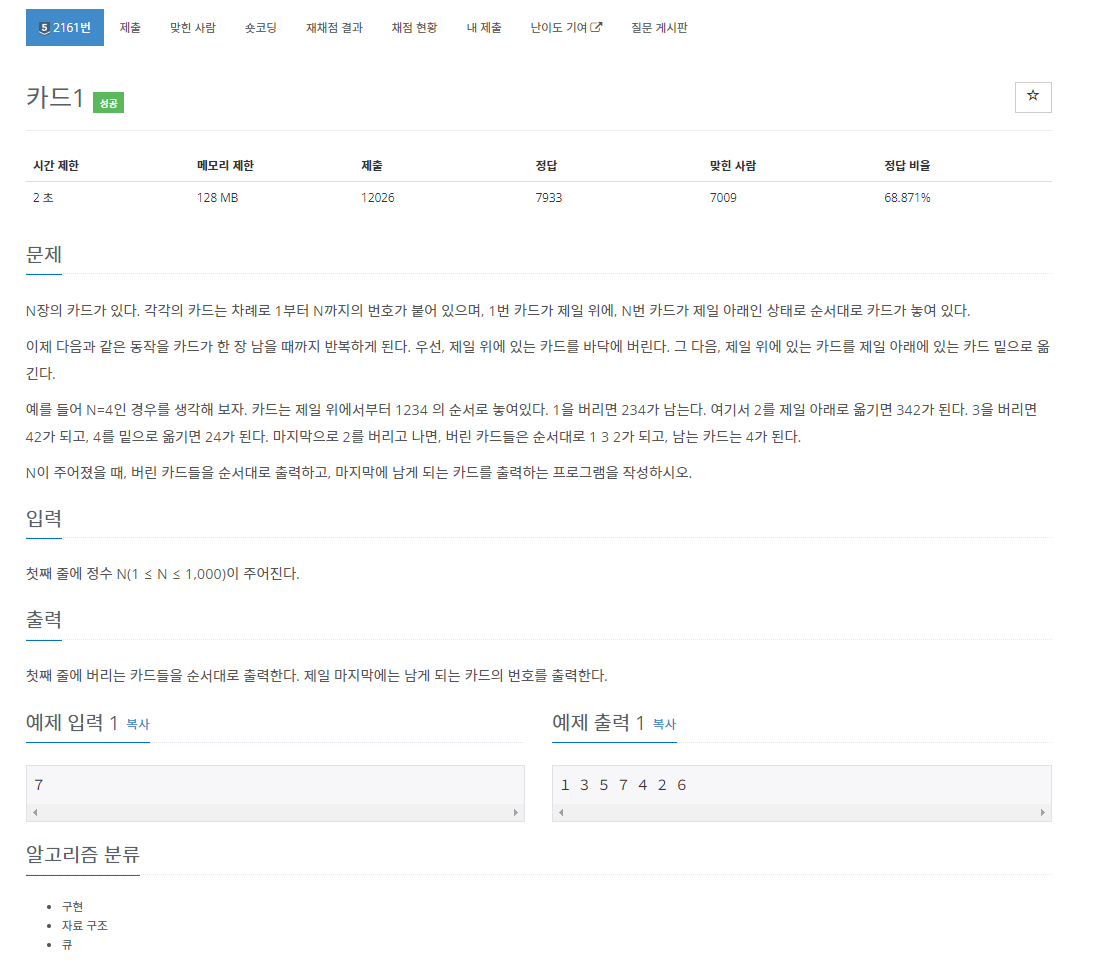 5 2161번 제출 맞힌 사람 숏코딩 재채점 결과 채점 현황 내 제출 난이도 기여 질문 게시판
카드1 성공 ☆
시간 제한 메모리 제한 제출 정답 맞힌 사람 정답 비율
2 초 128 MB 12026 7933 7009 68.871%
문제
N장의 카드가 있다. 각각의 카드는 차례로 1부터 N까지의 번호가 붙어 있으며, 1번 카드가 제일 위에, N번 카드가 제일 아래인 상태로 순서대로 카드가 놓여 있다.
이제 다음과 같은 동작을 카드가 한 장 남을 때까지 반복하게 된다. 우선, 제일 위에 있는 카드를 바닥에 버린다. 그 다음, 제일 위에 있는 카드를 제일 아래에 있는 카드 밑으로 옮
긴다.
예를 들어 N=4인 경우를 생각해 보자. 카드는 제일 위에서부터 1234 의 순서로 놓여있다. 1을 버리면 234가 남는다. 여기서 2를 제일 아래로 옮기면 342가 된다. 3을 버리면
42가 되고, 4를 밑으로 옮기면 24가 된다. 마지막으로 2를 버리고 나면, 버린 카드들은 순서대로 1 3 2가 되고, 남는 카드는 4가 된다.
N이 주어졌을 때, 버린 카드들을 순서대로 출력하고, 마지막에 남게 되는 카드를 출력하는 프로그램을 작성하시오.
입력
첫째 줄에 정수 N(1 ≤ N ≤ 1,000)이 주어진다.
출력
첫째 줄에 버리는 카드들을 순서대로 출력한다. 제일 마지막에는 남게 되는 카드의 번호를 출력한다.
예제 입력 1 복사 예제 출력 1 복사
7 1 3 5 7 4 2 6
알고리즘 분류
• 구현
• 자료 구조
• 큐